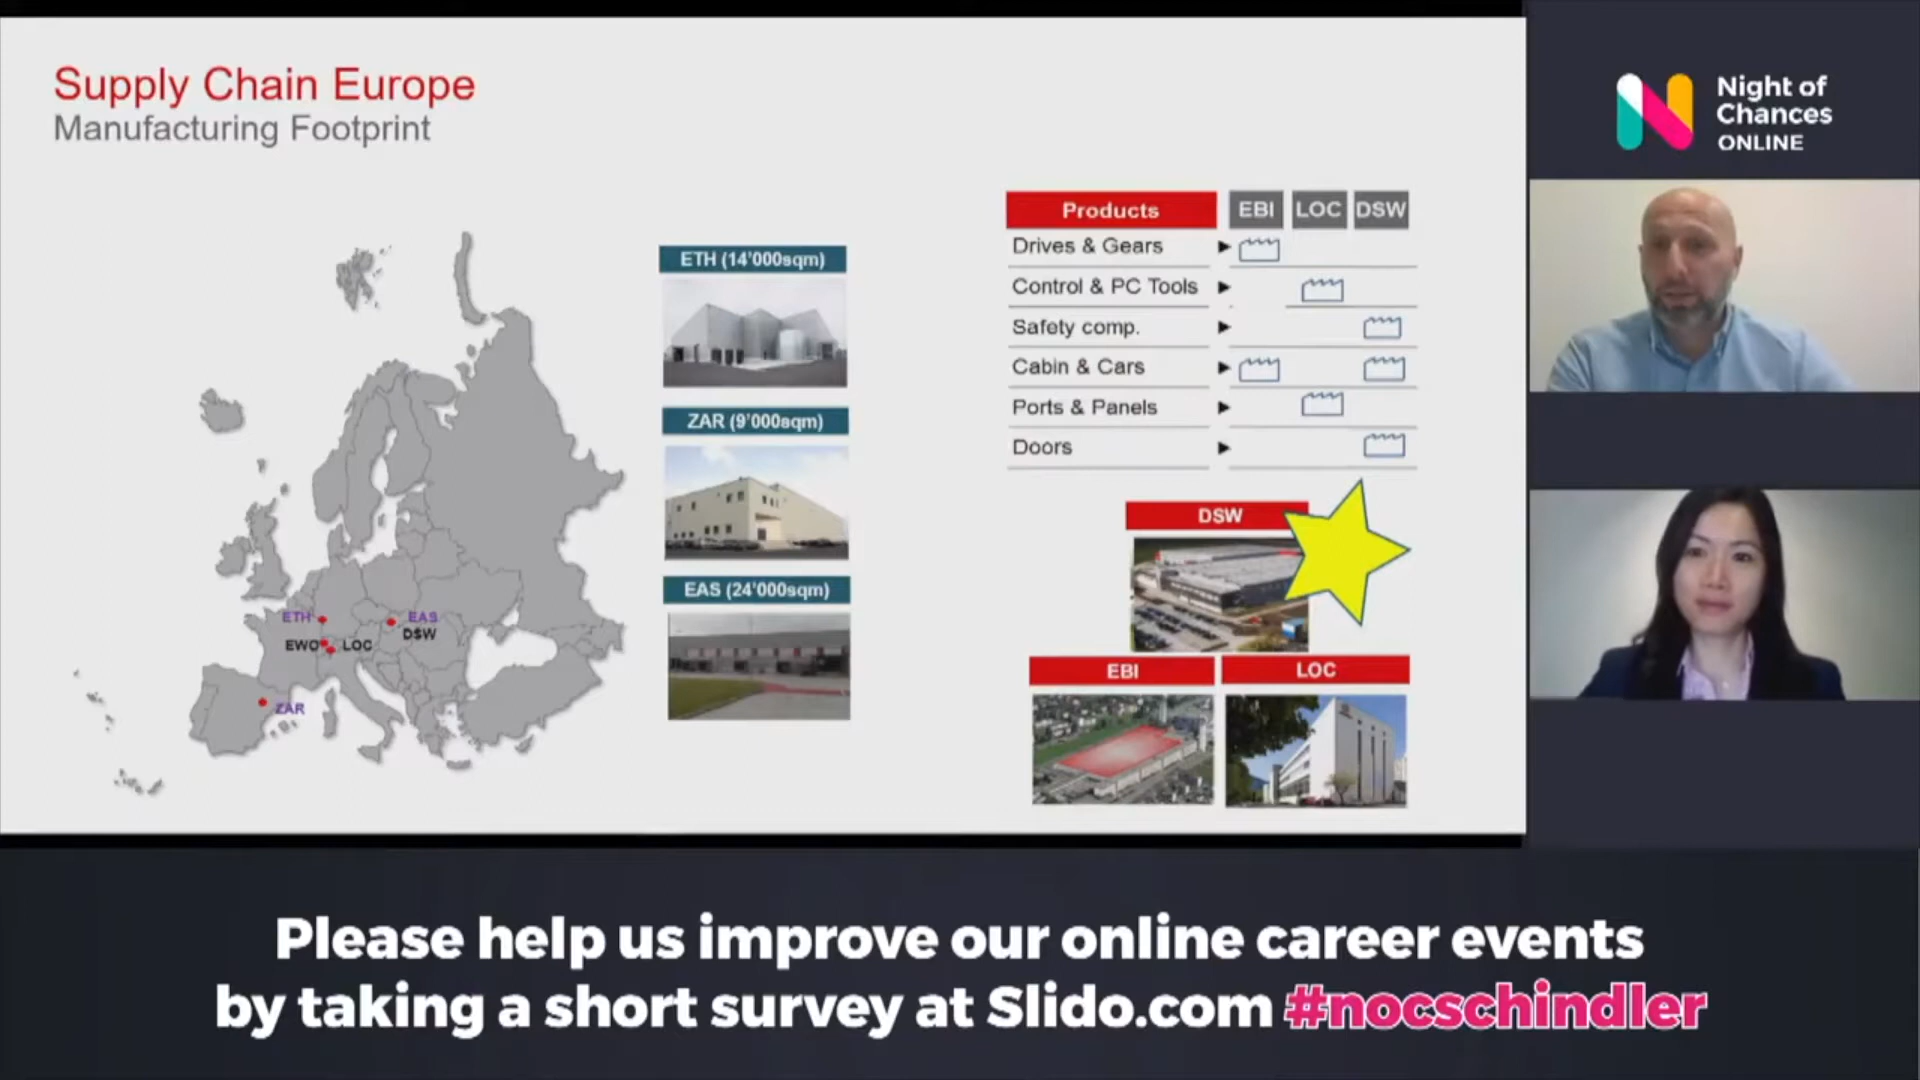 Supply Chain Europe
Manufacturing Footprint
ETH (14'000sqm)
ZAR (9'000sqm)
EAS (24'000sqm)
ETH
EAS
DSW
EWO
LOC
ZAR
Products EBI LOC DSW
Drives & Gears
Control & PC Tools
Safety comp.
Cabin & Cars
Ports & Panels
Doors
DSW
EBI
LOC
Night of
Chances
ONLINE
Please help us improve our online career events
by taking a short survey at Slido.com #nocschindler